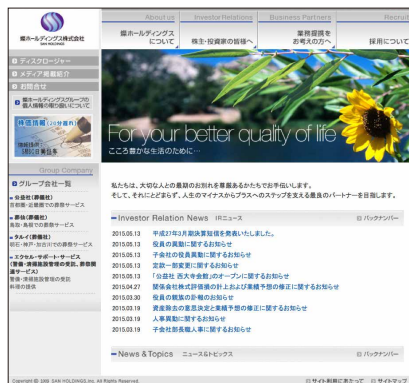 燦ホールディングス株式会社
SAN HOLDINGS
About us
Investor Relations
Business Partners
Recruit
燦ホールディングス
について
株主・投資家の皆様へ
業務提携を
お考えの方へ
採用について
ディスクロージャー
メディア掲載紹介
お問合せ
燦ホールディングスグループの
個人情報の取り扱いについて
株価情報(20分遅れ)
For your better quality of life
こころ豊かな生活のために…
Group Company
グループ会社一覧
公益社(葬儀社)
首都圏・近畿圏での葬祭サービス
葬仙(葬儀社)
鳥取・島根での葬祭サービス
タルイ(葬儀社)
明石・神戸・加古川での葬祭サービス
エクセル・サポート・サービス
(警備・清掃施設管理の受託、葬祭関
連サービス)
警備・清掃施設管理の受託
料理の提供
私たちは、大切な人との最期のお別れを尊厳あるかたちでお手伝いします。
そして、それにとどまらず、人生のマイナスからプラスへのステップを支える最良のパートナーを目指します。
Investor Relation News IRニュース
バックナンバー
2015.05.13 平成27年3月期決算短信を発表いたしました。
2015.05.13 役員の異動に関するお知らせ
2015.05.13 子会社の役員異動に関するお知らせ
2015.05.13 定款一部変更に関するお知らせ
2015.05.13 「公益社 西大寺会館」のオープンに関するお知らせ
2015.04.27 関係会社株式評価損の計上および業績予想の修正に関するお知らせ
2015.03.30 役員の親族の訃報のお知らせ
2015.03.19 資産除去の意思決定と業績予想の修正に関するお知らせ
2015.03.19 人事異動に関するお知らせ
2015.03.19 子会社部長職人事に関するお知らせ
News & Topics ニュース&トピックス
バックナンバー
Copyright © 1999 SAN HOLDINGS,Inc. All Rights Reserved.
サイト利用にあたって
サイトマップ